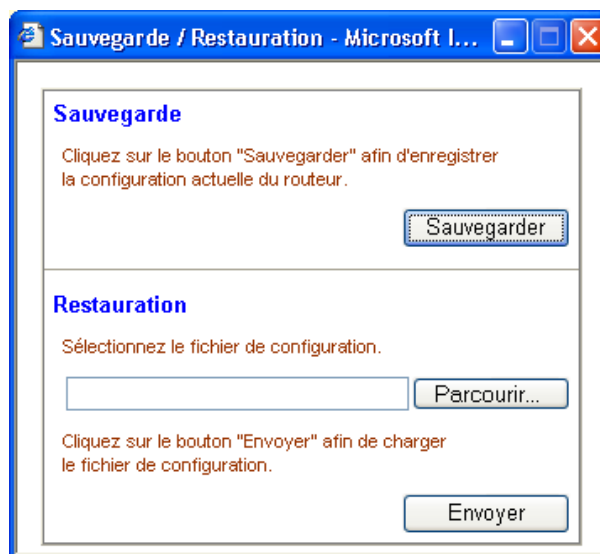 Sauvegarde / Restauration - Microsoft I...
Sauvegarde
Cliquez sur le bouton "Sauvegarder" afin d'enregistrer
la configuration actuelle du routeur.
Sauvegarder
Restauration
Sélectionnez le fichier de configuration.
Parcourir...
Cliquez sur le bouton "Envoyer" afin de charger
le fichier de configuration.
Envoyer